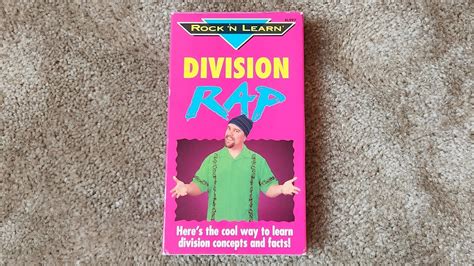 ROCK 'N LEARN
DIVISION
RAP
Here's the cool way to learn
division concepts and facts!